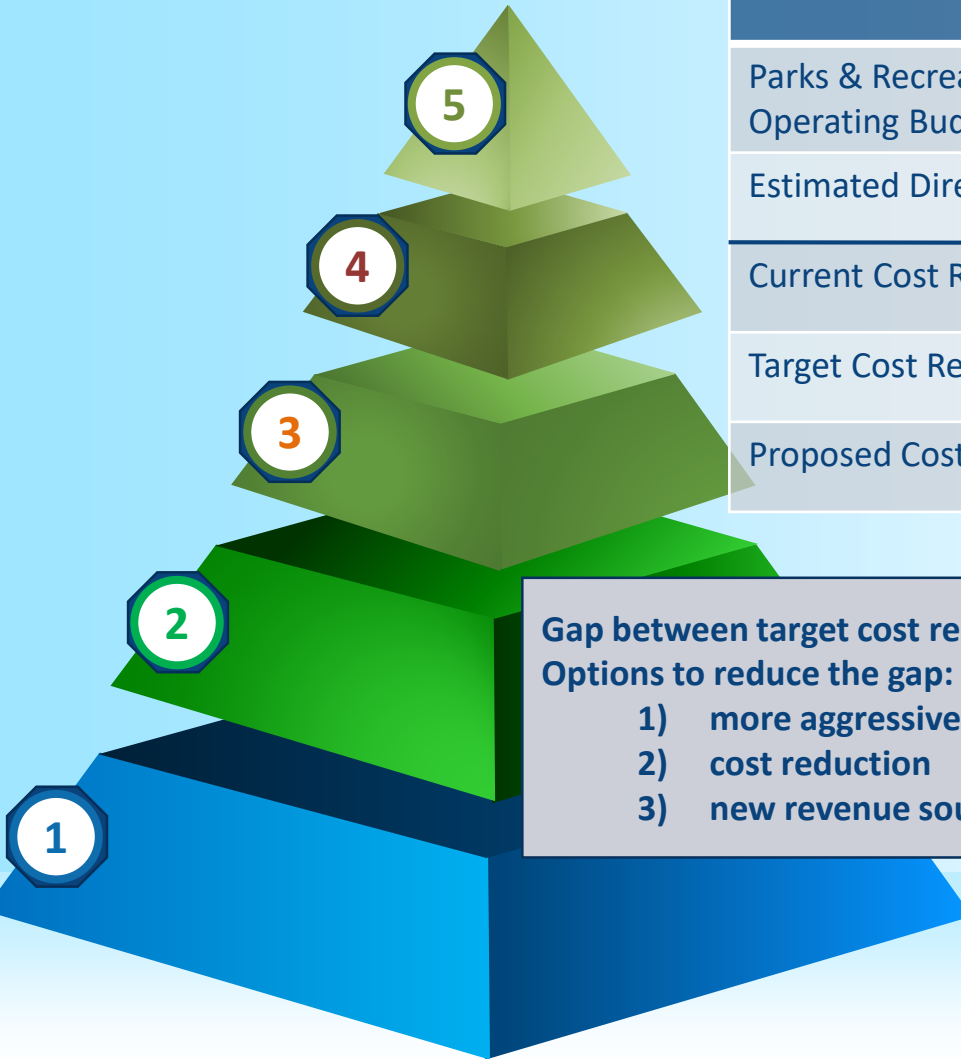 5
Parks & Recrea
Operating Bud
Estimated Dire
4
Current Cost R
Target Cost Re
3
Proposed Cost
2
Gap between target cost re
Options to reduce the gap:
1) more aggressive
2) cost reduction
3) new revenue sou
1